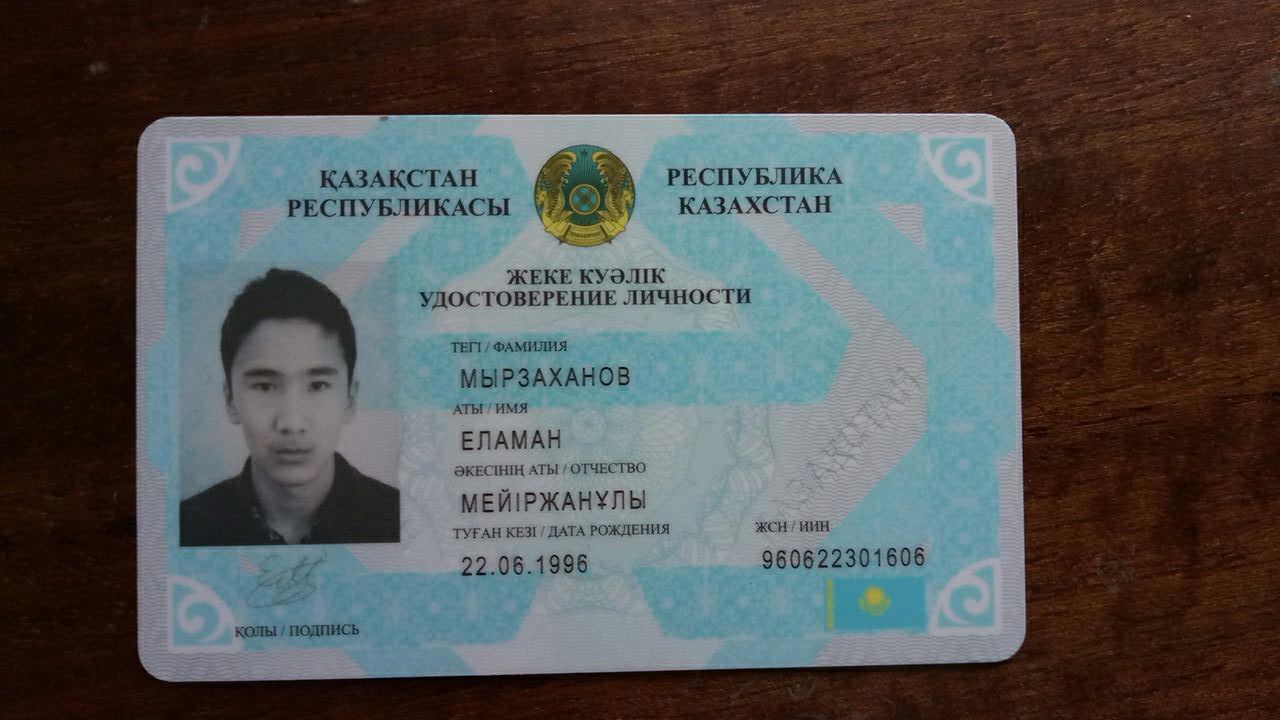 ҚАЗАҚСТАН
РЕСПУБЛИКАСЫ
РЕСПУБЛИКА
КАЗАХСТАН
ЖЕКЕ КУӘЛІК
УДОСТОВЕРЕНИЕ ЛИЧНОСТИ
ТЕГІ / ФАМИЛИЯ
МЫРЗАХАНОВ
АТЫ / ИМЯ
ЕЛАМАН
ӘКЕСІНІҢ АТЫ / ОТЧЕСТВО
МЕЙІРЖАНҰЛЫ
ТУҒАН КЕЗІ / ДАТА РОЖДЕНИЯ
22.06.1996
ЖСН / ИИН
960622301606
ҚОЛЫ / ПОДПИСЬ